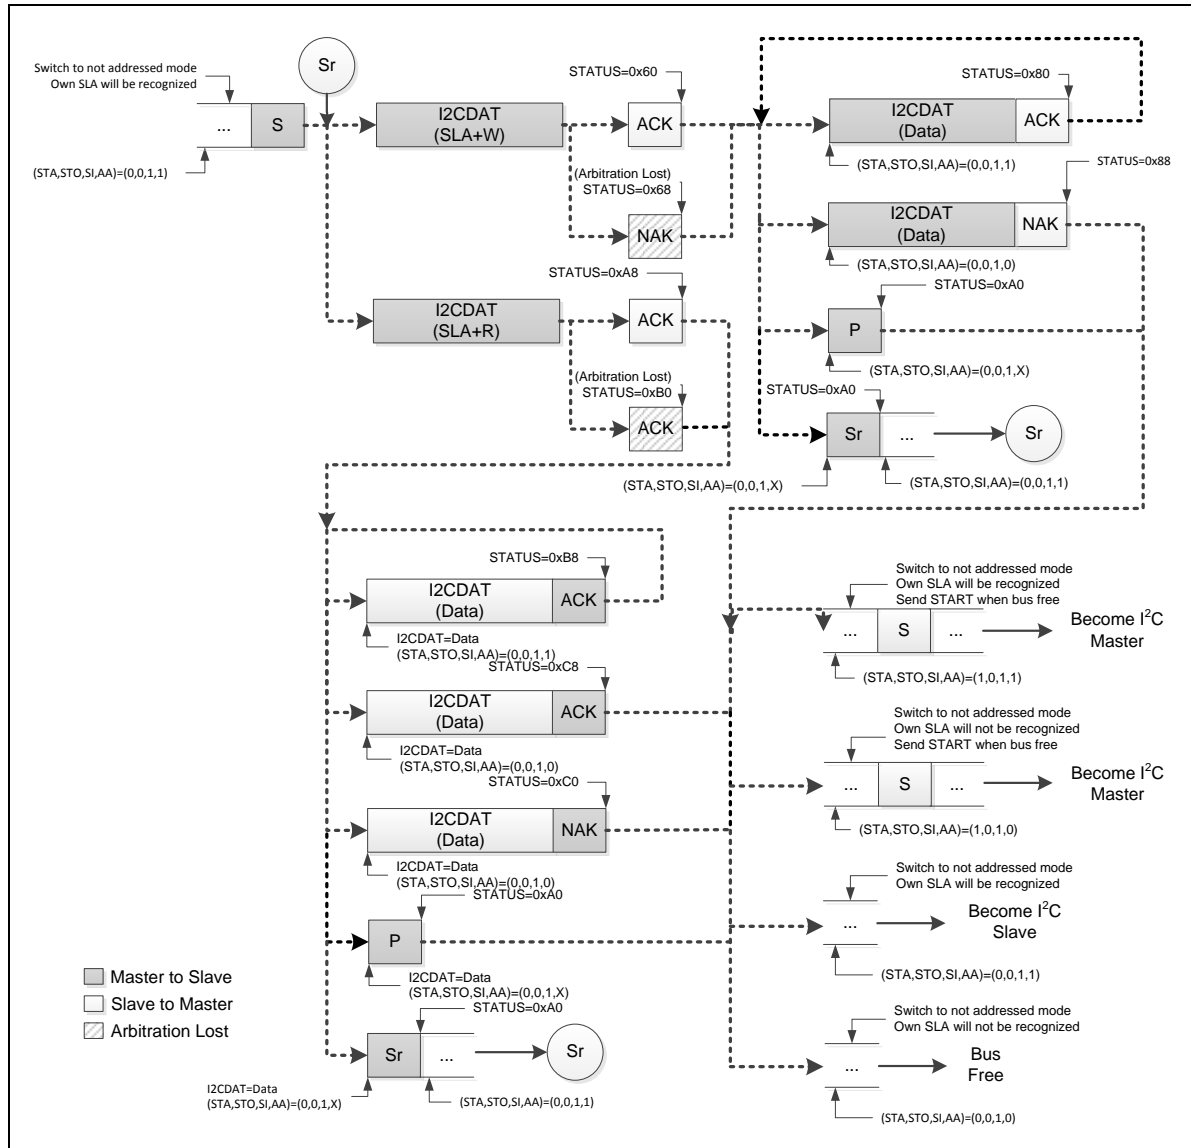 Switch to not addressed mode
Own SLA will be recognized
...
S
(STA,STO,SI,AA)=(0,0,1,1)
Sr
I2CDAT
(SLA+W)
STATUS=0x60
ACK
(Arbitration Lost)
STATUS=0x68
NAK
I2CDAT
(SLA+R)
STATUS=0xA8
ACK
(Arbitration Lost)
STATUS=0xB0
ACK
STATUS=0x80
I2CDAT
(Data)
ACK
(STA,STO,SI,AA)=(0,0,1,1)
STATUS=0x88
I2CDAT
(Data)
NAK
(STA,STO,SI,AA)=(0,0,1,0)
STATUS=0xA0
P
(STA,STO,SI,AA)=(0,0,1,X)
STATUS=0xA0
Sr
...
Sr
(STA,STO,SI,AA)=(0,0,1,X)
(STA,STO,SI,AA)=(0,0,1,1)
STATUS=0xB8
I2CDAT
(Data)
ACK
I2CDAT=Data
(STA,STO,SI,AA)=(0,0,1,1)
STATUS=0xC8
I2CDAT
(Data)
ACK
I2CDAT=Data
(STA,STO,SI,AA)=(0,0,1,0)
STATUS=0xC0
I2CDAT
(Data)
NAK
I2CDAT=Data
(STA,STO,SI,AA)=(0,0,1,0)
STATUS=0xA0
P
I2CDAT=Data
(STA,STO,SI,AA)=(0,0,1,X)
STATUS=0xA0
Sr
...
Sr
I2CDAT=Data
(STA,STO,SI,AA)=(0,0,1,X)
(STA,STO,SI,AA)=(0,0,1,1)
Switch to not addressed mode
Own SLA will be recognized
Send START when bus free
...
S
...
Become I²C
Master
(STA,STO,SI,AA)=(1,0,1,1)
Switch to not addressed mode
Own SLA will not be recognized
Send START when bus free
...
S
...
Become I²C
Master
(STA,STO,SI,AA)=(1,0,1,0)
Switch to not addressed mode
Own SLA will be recognized
...
Become I²C
Slave
(STA,STO,SI,AA)=(0,0,1,1)
Switch to not addressed mode
Own SLA will not be recognized
...
Bus
Free
(STA,STO,SI,AA)=(0,0,1,0)
Master to Slave
Slave to Master
Arbitration Lost